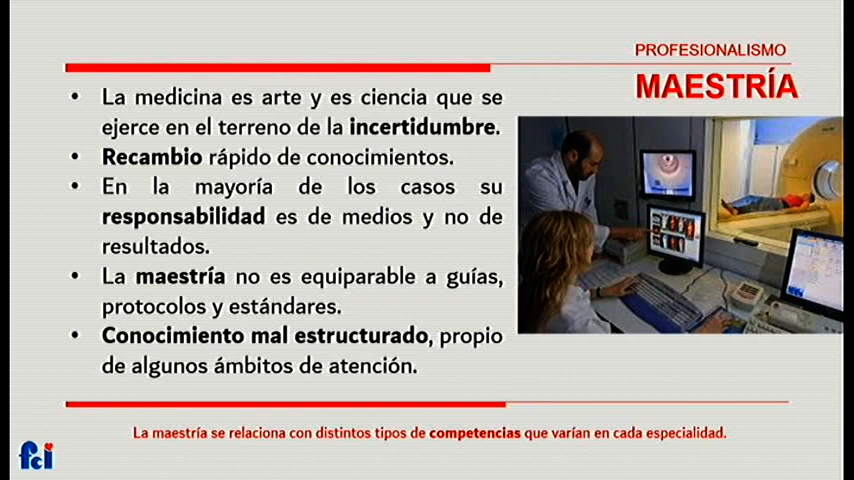 PROFESIONALISMO
MAESTRÍA
• La medicina es arte y es ciencia que se
ejerce en el terreno de la incertidumbre.
• Recambio rápido de conocimientos.
• En la mayoría de los casos su
responsabilidad es de medios y no de
resultados.
• La maestría no es equiparable a guías,
protocolos y estándares.
• Conocimiento mal estructurado, propio
de algunos ámbitos de atención.
La maestría se relaciona con distintos tipos de competencias que varían en cada especialidad.
fci